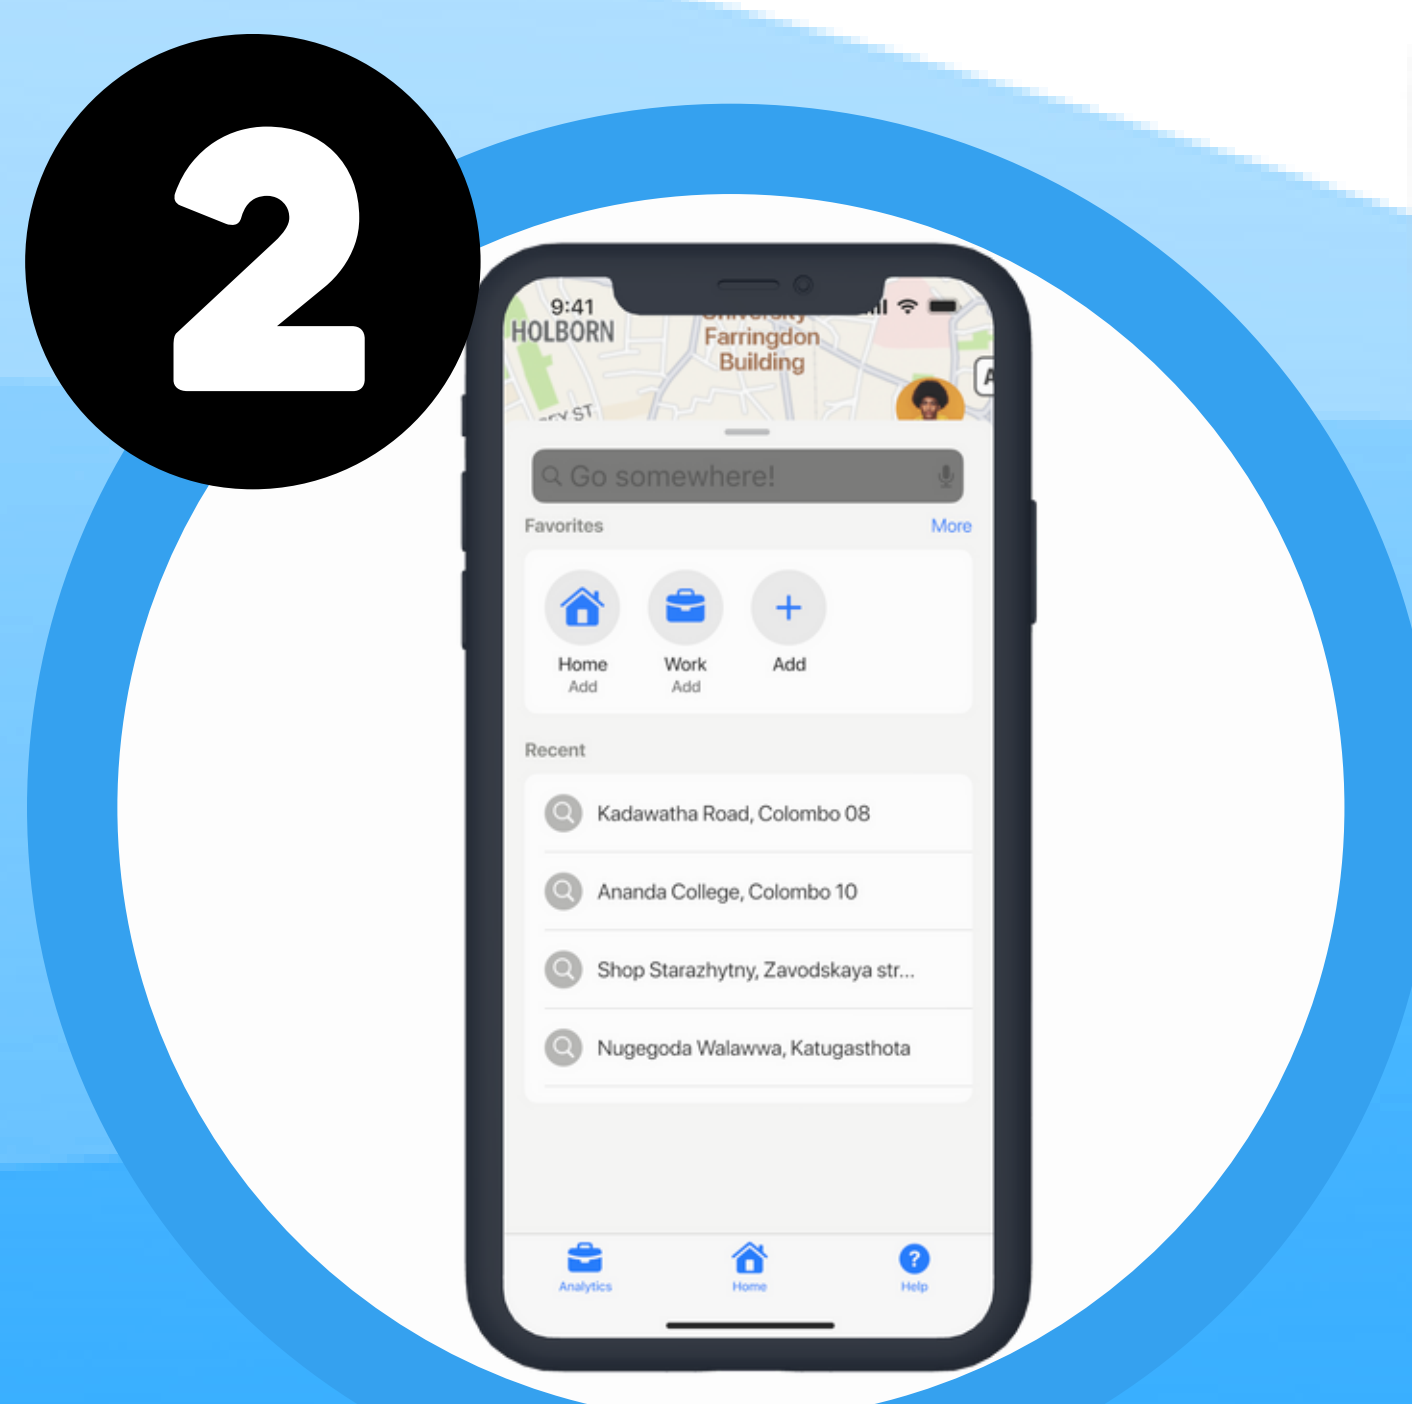 2
9:41
HOLBORN
University
Farringdon
Building
A
Go somewhere!
Favorites
More
Home
Work
Add
Add
Add
Recent
Kadawatha Road, Colombo 08
Ananda College, Colombo 10
Shop Starazhytny, Zavodskaya str...
Nugegoda Walawwa, Katugasthota
?
Analytics
Home
Help